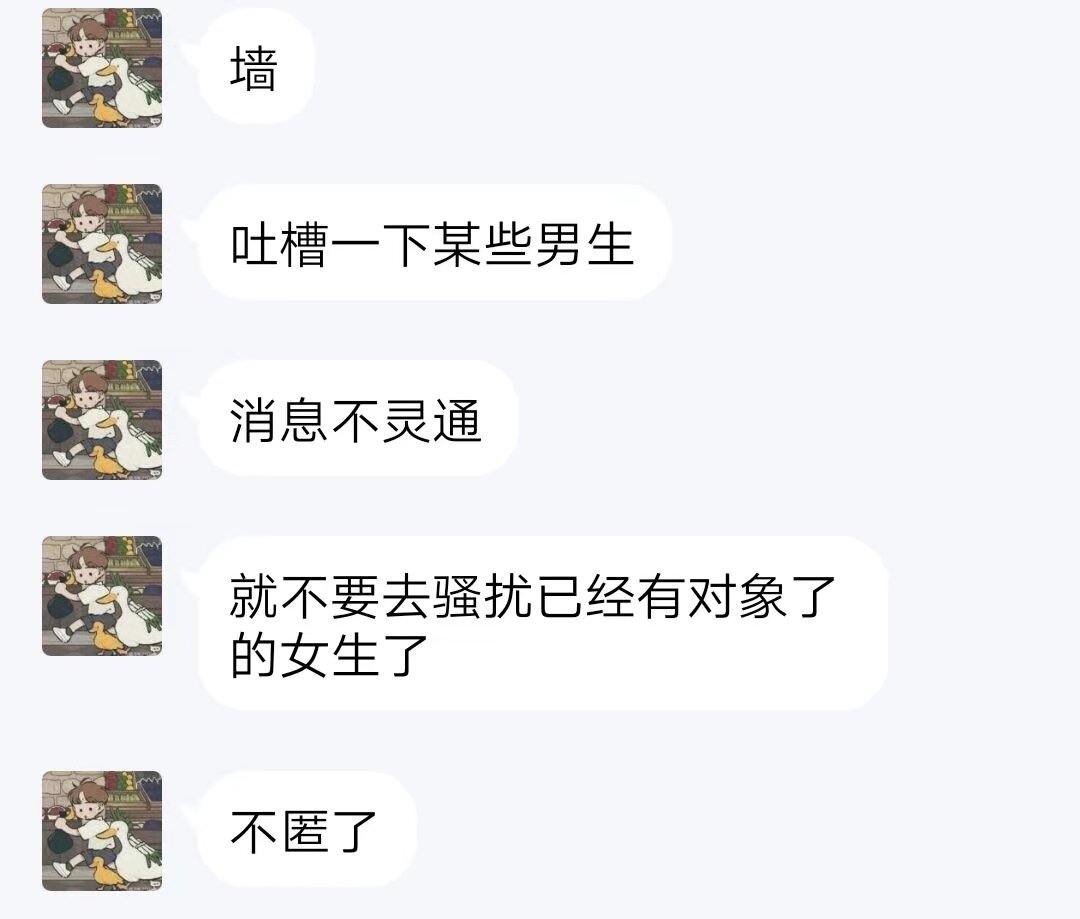 墙
吐槽一下某些男生
消息不灵通
就不要去骚扰已经有对象了
的女生了
不匿了